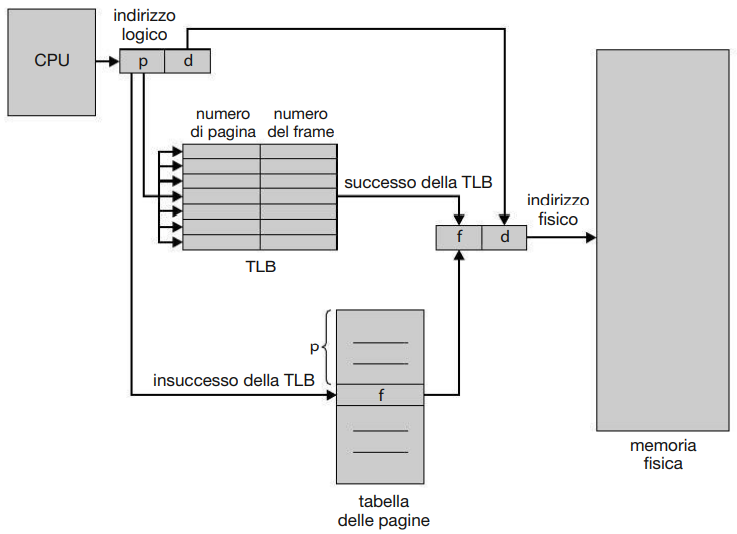 indirizzo
logico
CPU
p
d
numero
di pagina
numero
del frame
successo della TLB
indirizzo
fisico
f
d
TLB
p
insuccesso della TLB
f
memoria
fisica
tabella
delle pagine